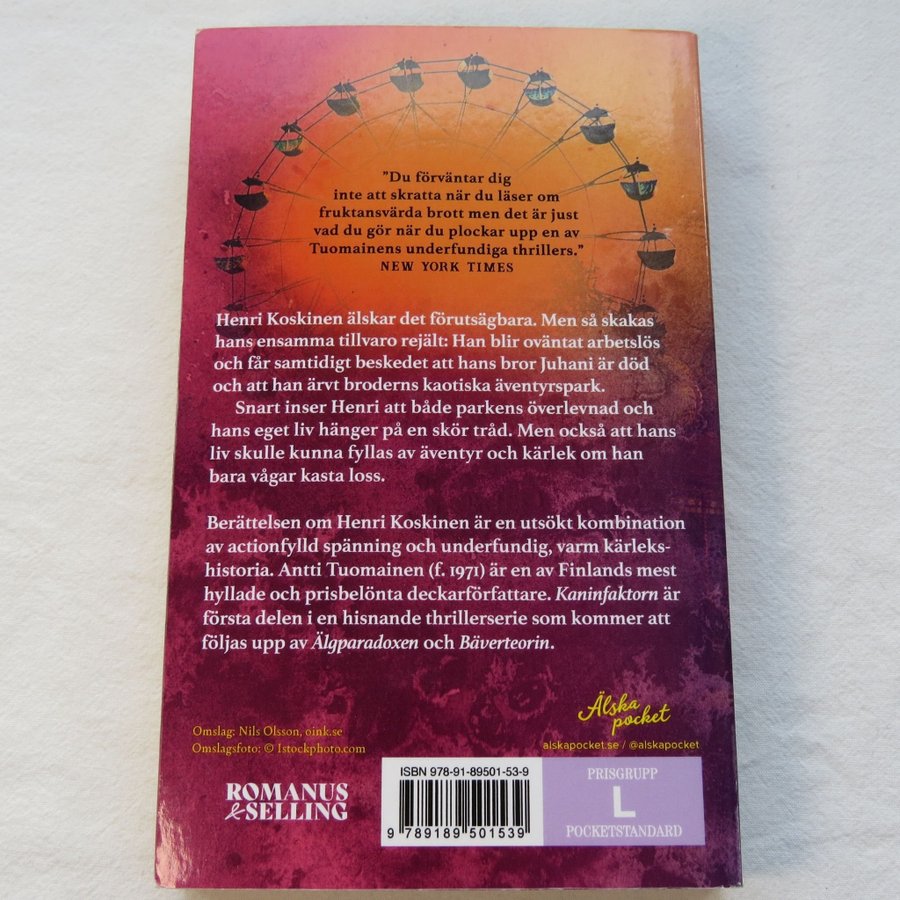 ”Du förväntar dig
inte att skratta när du läser om
fruktansvärda brott men det är just
vad du gör när du plockar upp en av
Tuomainens underfundiga thrillers.”
NEW YORK TIMES
Henri Koskinen älskar det förutsägbara. Men så skakas
hans ensamma tillvaro rejält: Han blir oväntat arbetslös
och får samtidigt beskedet att hans bror Juhani är död
och att han ärvt broderns kaotiska äventyrspark.
Snart inser Henri att både parkens överlevnad och
hans eget liv hänger på en skör tråd. Men också att hans
liv skulle kunna fyllas av äventyr och kärlek om han
bara vågar kasta loss.
Berättelsen om Henri Koskinen är en utsökt kombination
av actionfylld spänning och underfundig, varm kärleks-
historia. Antti Tuomainen (f. 1971) är en av Finlands mest
hyllade och prisbelönta deckarförfattare. Kaninfaktorn är
första delen i en hisnande thrillerserie som kommer att
följas upp av Älgparadoxen och Bäverteorin.
Älska
pocket
alskapocket.se / @alskapocket
Omslag: Nils Olsson, oink.se
Omslagsfoto: © Istockphoto.com
ROMANUS
& SELLING
ISBN 978-91-89501-53-9
9 789189 501539
PRISGRUPP
L
POCKETSTANDARD